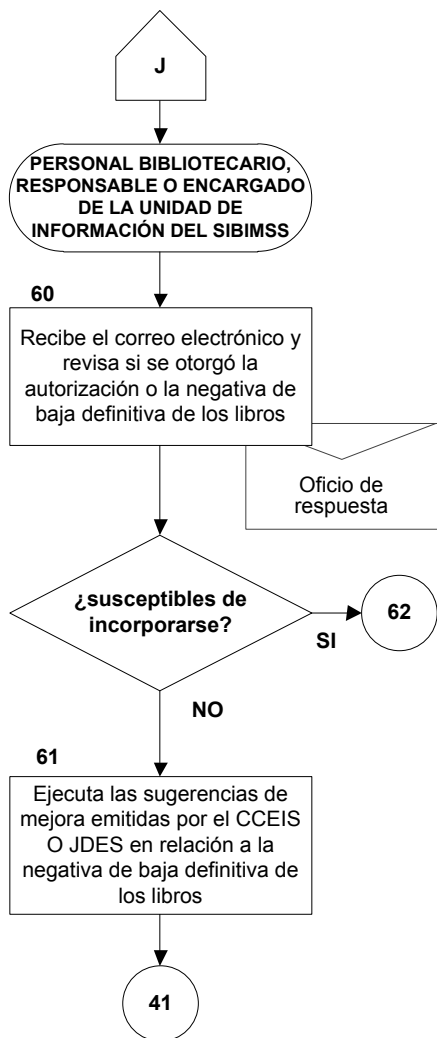 J
PERSONAL BIBLIOTECARIO,
RESPONSABLE O ENCARGADO
DE LA UNIDAD DE
INFORMACIÓN DEL SIBIMSS
60
Recibe el correo electrónico y
revisa si se otorgó la
autorización o la negativa de
baja definitiva de los libros
Oficio de
respuesta
¿susceptibles de
incorporarse?
SI
62
NO
61
Ejecuta las sugerencias de
mejora emitidas por el CCEIS
O JDES en relación a la
negativa de baja definitiva de
los libros
41